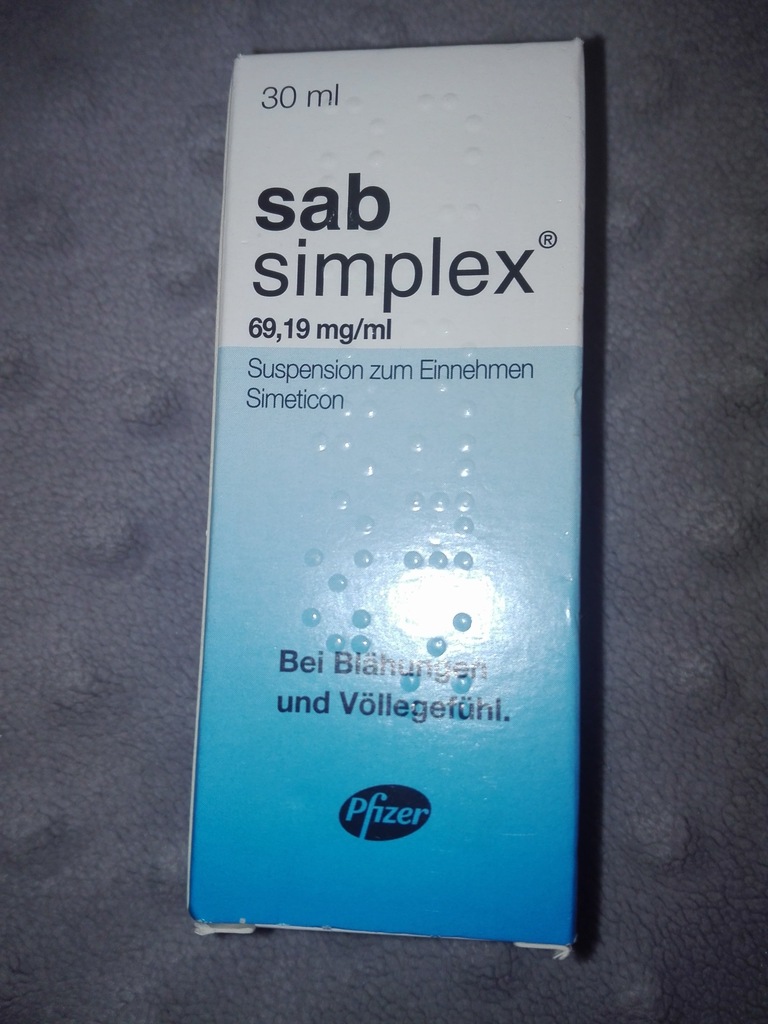 30 ml
sab
simplex®
69,19 mg/ml
Suspension zum Einnehmen
Simeticon
Bei Blähungen
und Völlegefühl.
Pfizer